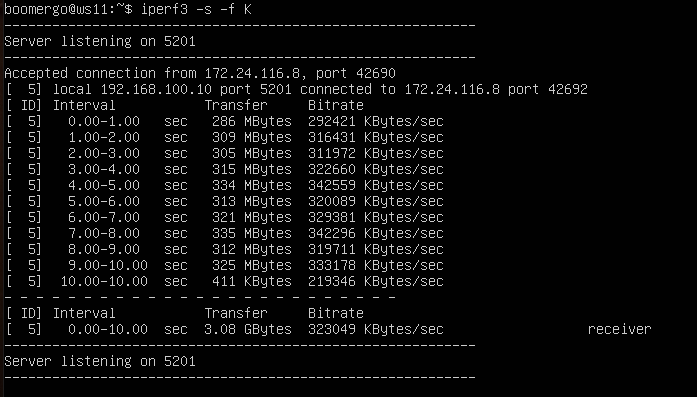 boomergo@ws11:~$ iperf3 -s -f K
-----------------------------------------------------------
Server listening on 5201
-----------------------------------------------------------
Accepted connection from 172.24.116.8, port 42690
[  5] local 192.168.100.10 port 5201 connected to 172.24.116.8 port 42692
[ ID] Interval           Transfer     Bitrate
[  5]   0.00-1.00   sec   286 MBytes  292421 KBytes/sec
[  5]   1.00-2.00   sec   309 MBytes  316431 KBytes/sec
[  5]   2.00-3.00   sec   305 MBytes  311972 KBytes/sec
[  5]   3.00-4.00   sec   315 MBytes  322660 KBytes/sec
[  5]   4.00-5.00   sec   334 MBytes  342559 KBytes/sec
[  5]   5.00-6.00   sec   313 MBytes  320089 KBytes/sec
[  5]   6.00-7.00   sec   321 MBytes  329381 KBytes/sec
[  5]   7.00-8.00   sec   335 MBytes  342296 KBytes/sec
[  5]   8.00-9.00   sec   312 MBytes  319711 KBytes/sec
[  5]   9.00-10.00  sec   325 MBytes  333178 KBytes/sec
[  5]  10.00-10.00  sec   411 KBytes  219346 KBytes/sec
- - - - - - - - - - - - - - - - - - - - - - - - -
[ ID] Interval           Transfer     Bitrate
[  5]   0.00-10.00  sec  3.08 GBytes  323049 KBytes/sec                  receiver
-----------------------------------------------------------
Server listening on 5201
-----------------------------------------------------------